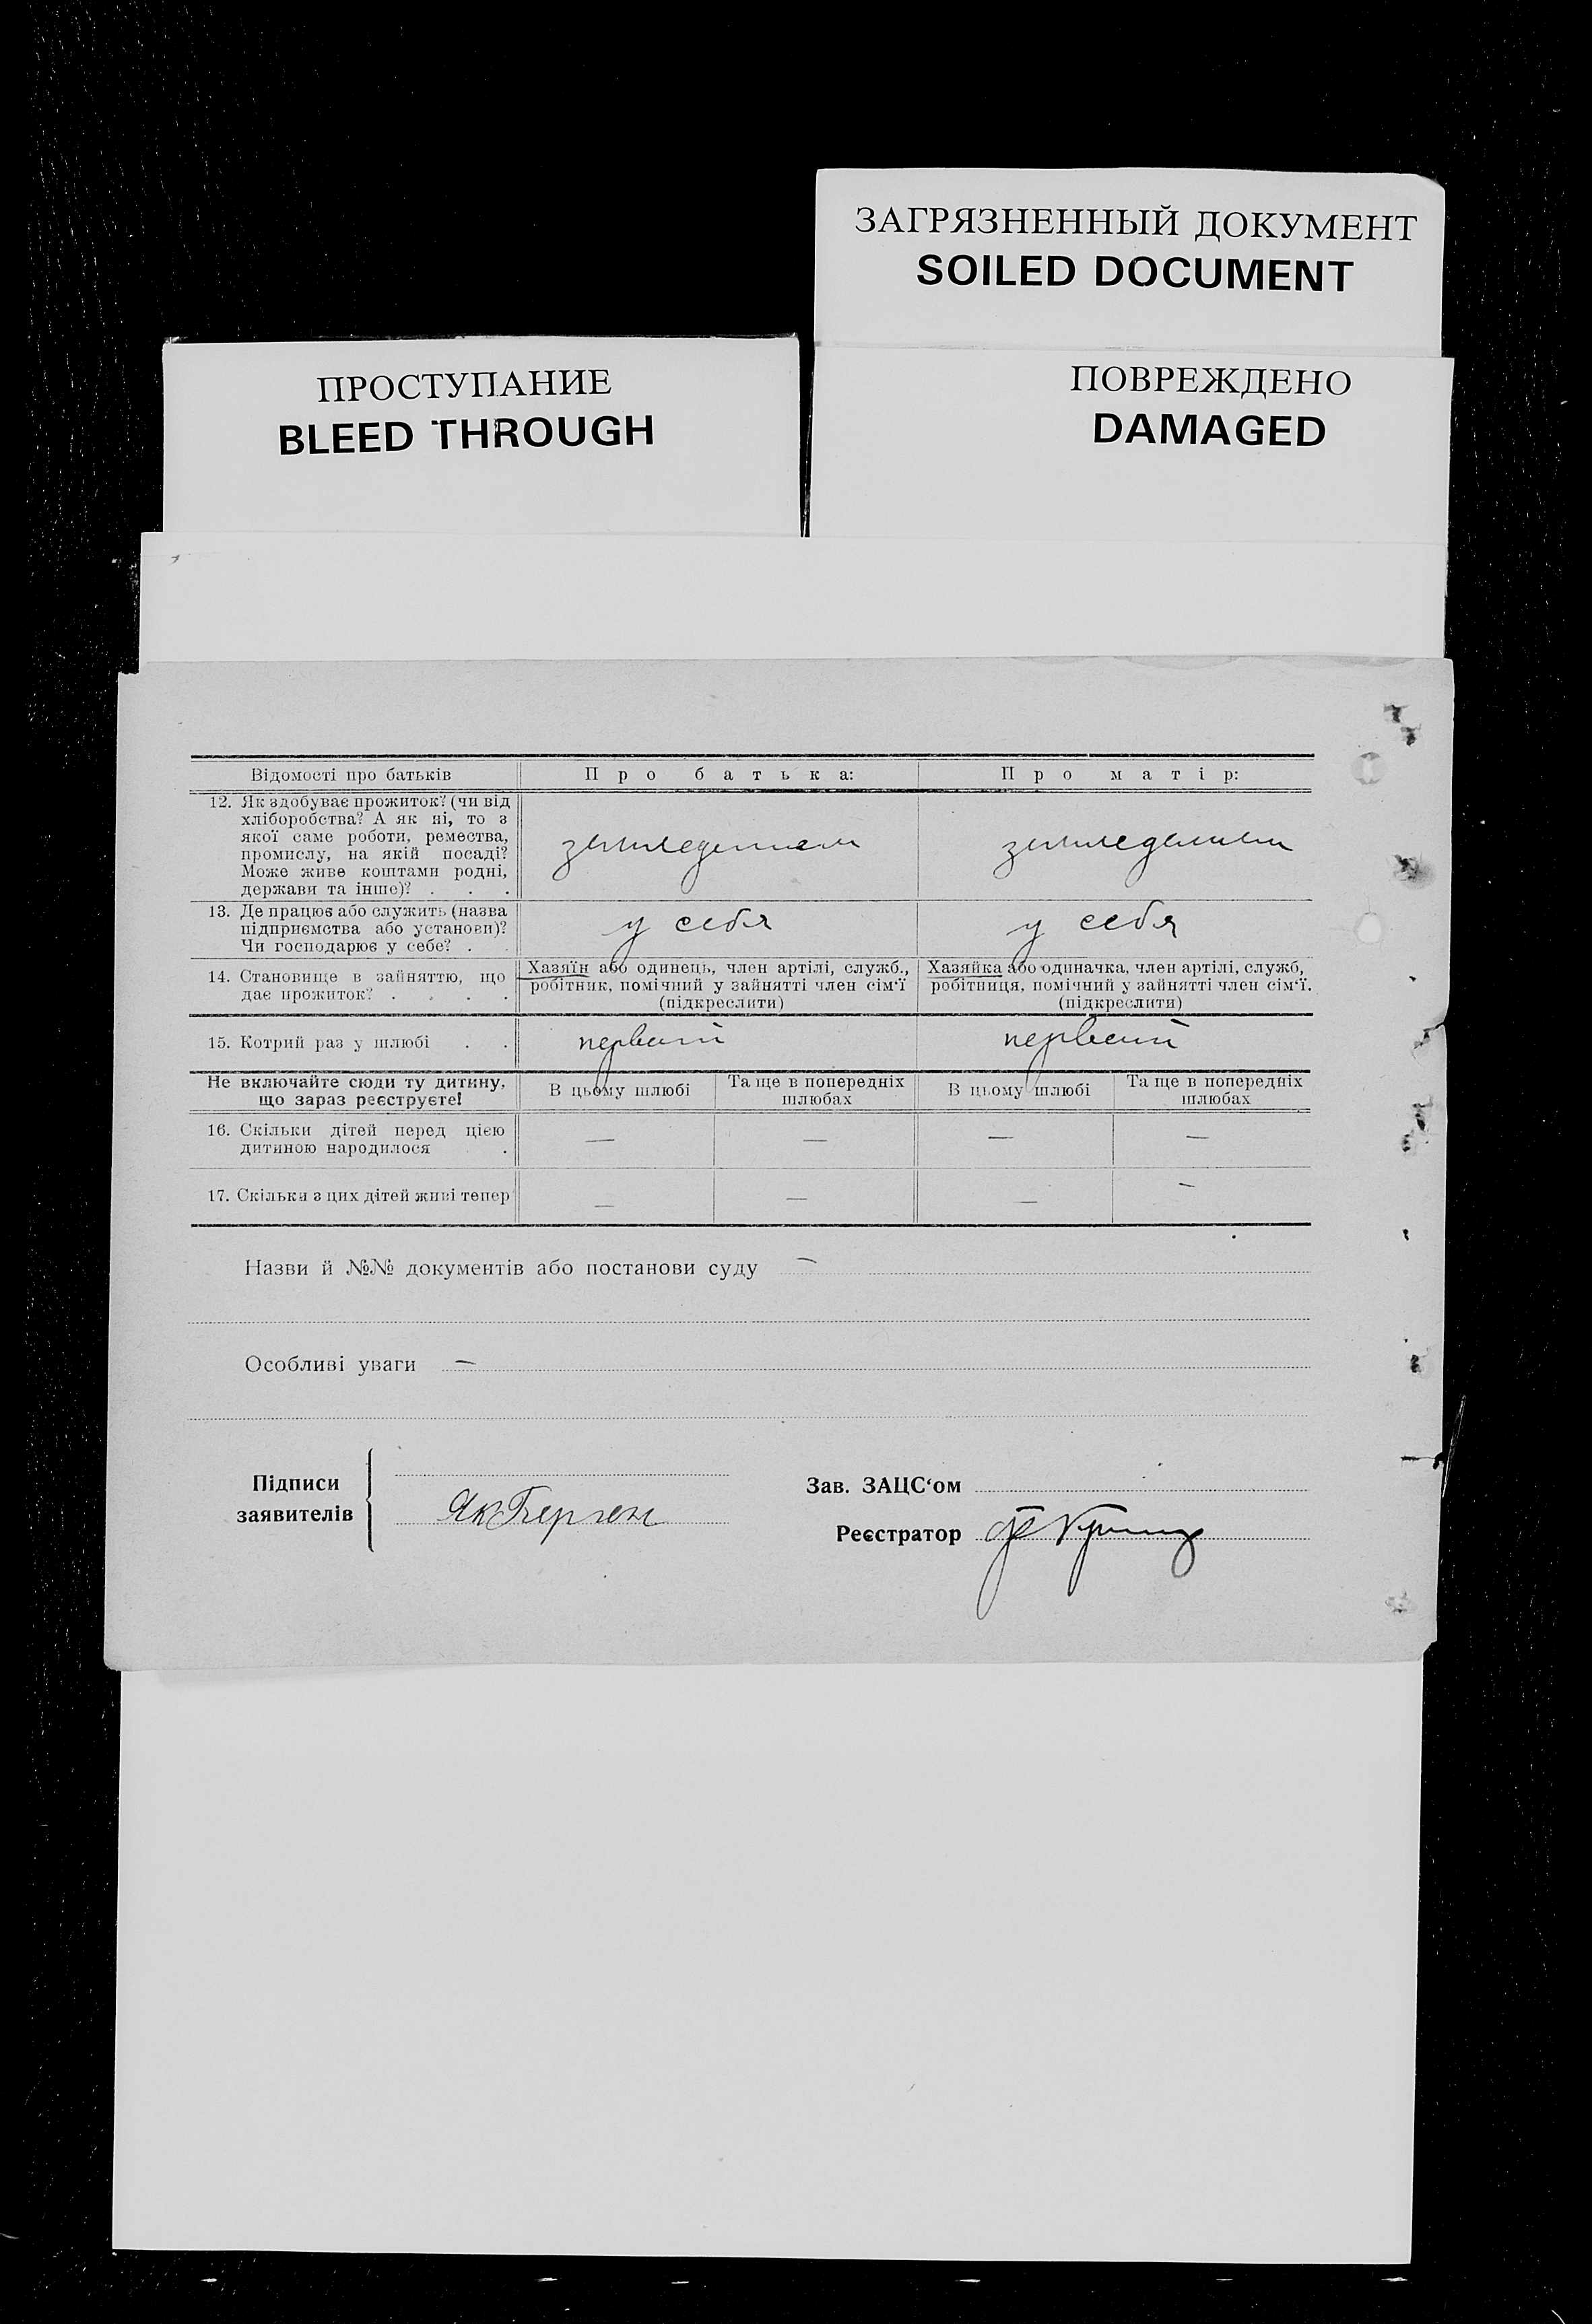 ЗАГРЯЗНЕННЫЙ ДОКУМЕНТ
SOILED DOCUMENT
ПРОСТУПАНИЕ
BLEED THROUGH
ПОВРЕЖДЕНО
DAMAGED
Відомості про батьків
Про батька:
Про матір:
12. Як здобуває прожиток? (чи від
хліборобства? А як ні, то з
якої саме роботи, ремества,
промислу, на якій посаді?
Може живе коштами родні,
держави та інше)? . . .
земледелием
земледелием
13. Де працює або служить (назва
підприємства або установи)?
Чи господарює у себе? . .
у себя
у себя
14. Становище в зайняттю, що
дає прожиток? . . . .
Хазяїн або одинець, член артілі, служб.,
робітник, помічний у зайнятті член сім'ї
(підкреслити)
Хазяйка або одиначка, член артілі, служб,
робітниця, помічний у зайнятті член сім'ї.
(підкреслити)
15. Котрий раз у шлюбі . .
первый
первый
Не включайте сюди ту дитину,
що зараз реєструєте!
В цьому шлюбі
Та ще в попередніх
шлюбах
В цьому шлюбі
Та ще в попередніх
шлюбах
16. Скільки дітей перед цією
дитиною народилося .
— — — —
17. Скільки з цих дітей живі тепер
— — — —
Назви й №№ документів або постанови суду —
Особливі уваги —
Підписи
заявителів
Як Берген
Зав. ЗАЦС‘ом
Реєстратор